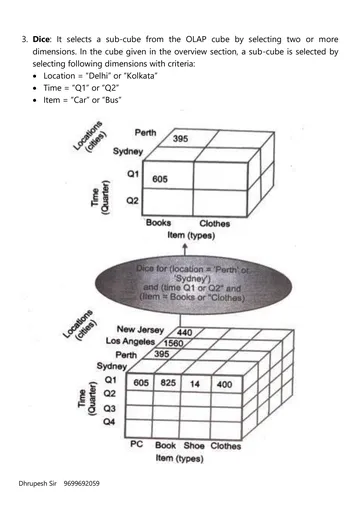 3. Dice: It selects a sub-cube from the OLAP cube by selecting two or more
dimensions. In the cube given in the overview section, a sub-cube is selected by
selecting following dimensions with criteria:
• Location = "Delhi" or "Kolkata"
• Time = "Q1" or "Q2"
• Item = "Car" or "Bus"
Locations
(cities)
Perth
395
Sydney
Time
(Quarter)
Q1
605
Q2
Books Clothes
Item (types)
Dice for (location = 'Perth' or
'Sydney')
and (time Q1 or Q2" and
(Item = Books or "Clothes)
Locations
(cities)
New Jersey 440
Los Angeles 1560
Perth 395
Sydney
Time
(Quarter)
Q1 605 825 14 400
Q2
Q3
Q4
PC Book Shoe Clothes
Item (types)
Dhrupesh Sir 9699692059